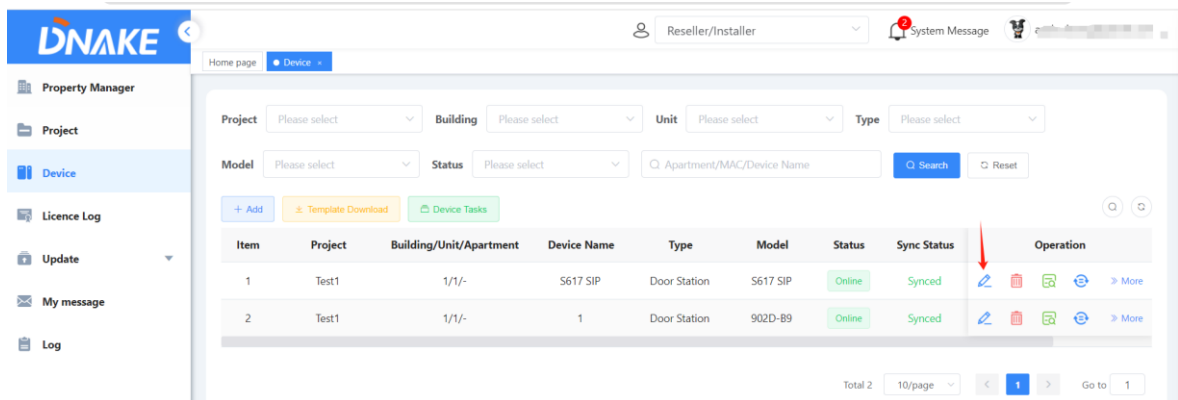 DNAKE
Reseller/Installer
2
System Message
Home page Device ×
Property Manager
Project
Device
Licence Log
Update
My message
Log
Project Please select Building Please select Unit Please select Type Please select
Model Please select Status Please select Apartment/MAC/Device Name Search Reset
+ Add Template Download Device Tasks
Item Project Building/Unit/Apartment Device Name Type Model Status Sync Status Operation
1 Test1 1/1/- S617 SIP Door Station S617 SIP Online Synced More
2 Test1 1/1/- 1 Door Station 902D-B9 Online Synced More
Total 2 10/page < 1 > Go to 1